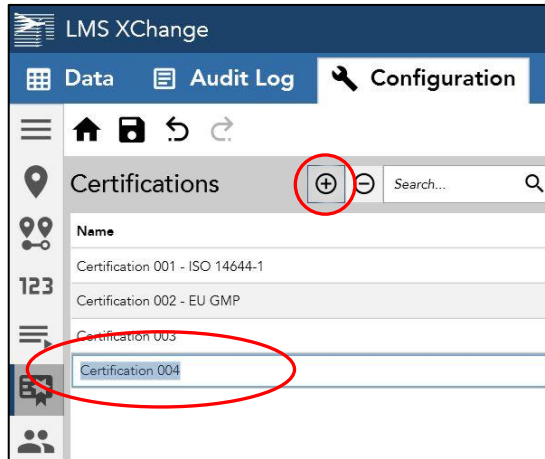 LMS XChange
Data Audit Log Configuration
Certifications Search...
Name
Certification 001 - ISO 14644-1
123
Certification 002 - EU GMP
Certification 003
Certification 004